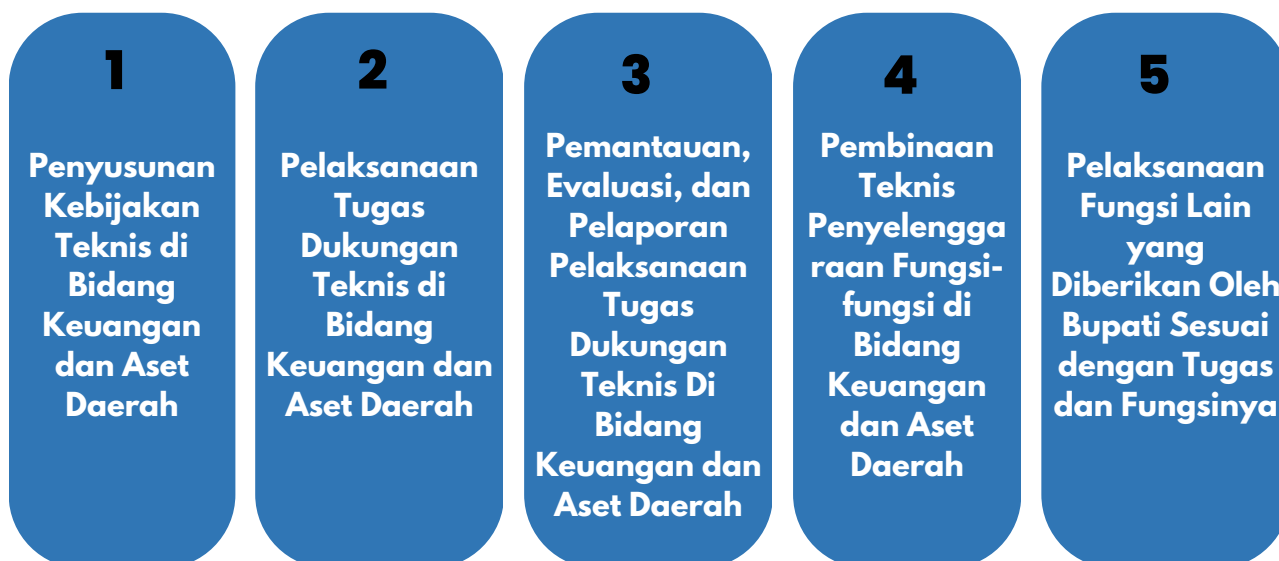 1
Penyusunan
Kebijakan
Teknis di
Bidang
Keuangan
dan Aset
Daerah
2
Pelaksanaan
Tugas
Dukungan
Teknis di
Bidang
Keuangan dan
Aset Daerah
3
Pemantauan,
Evaluasi, dan
Pelaporan
Pelaksanaan
Tugas
Dukungan
Teknis Di
Bidang
Keuangan dan
Aset Daerah
4
Pembinaan
Teknis
Penyelengga
raan Fungsi-
fungsi di
Bidang
Keuangan
dan Aset
Daerah
5
Pelaksanaan
Fungsi Lain
yang
Diberikan Oleh
Bupati Sesuai
dengan Tugas
dan Fungsinya